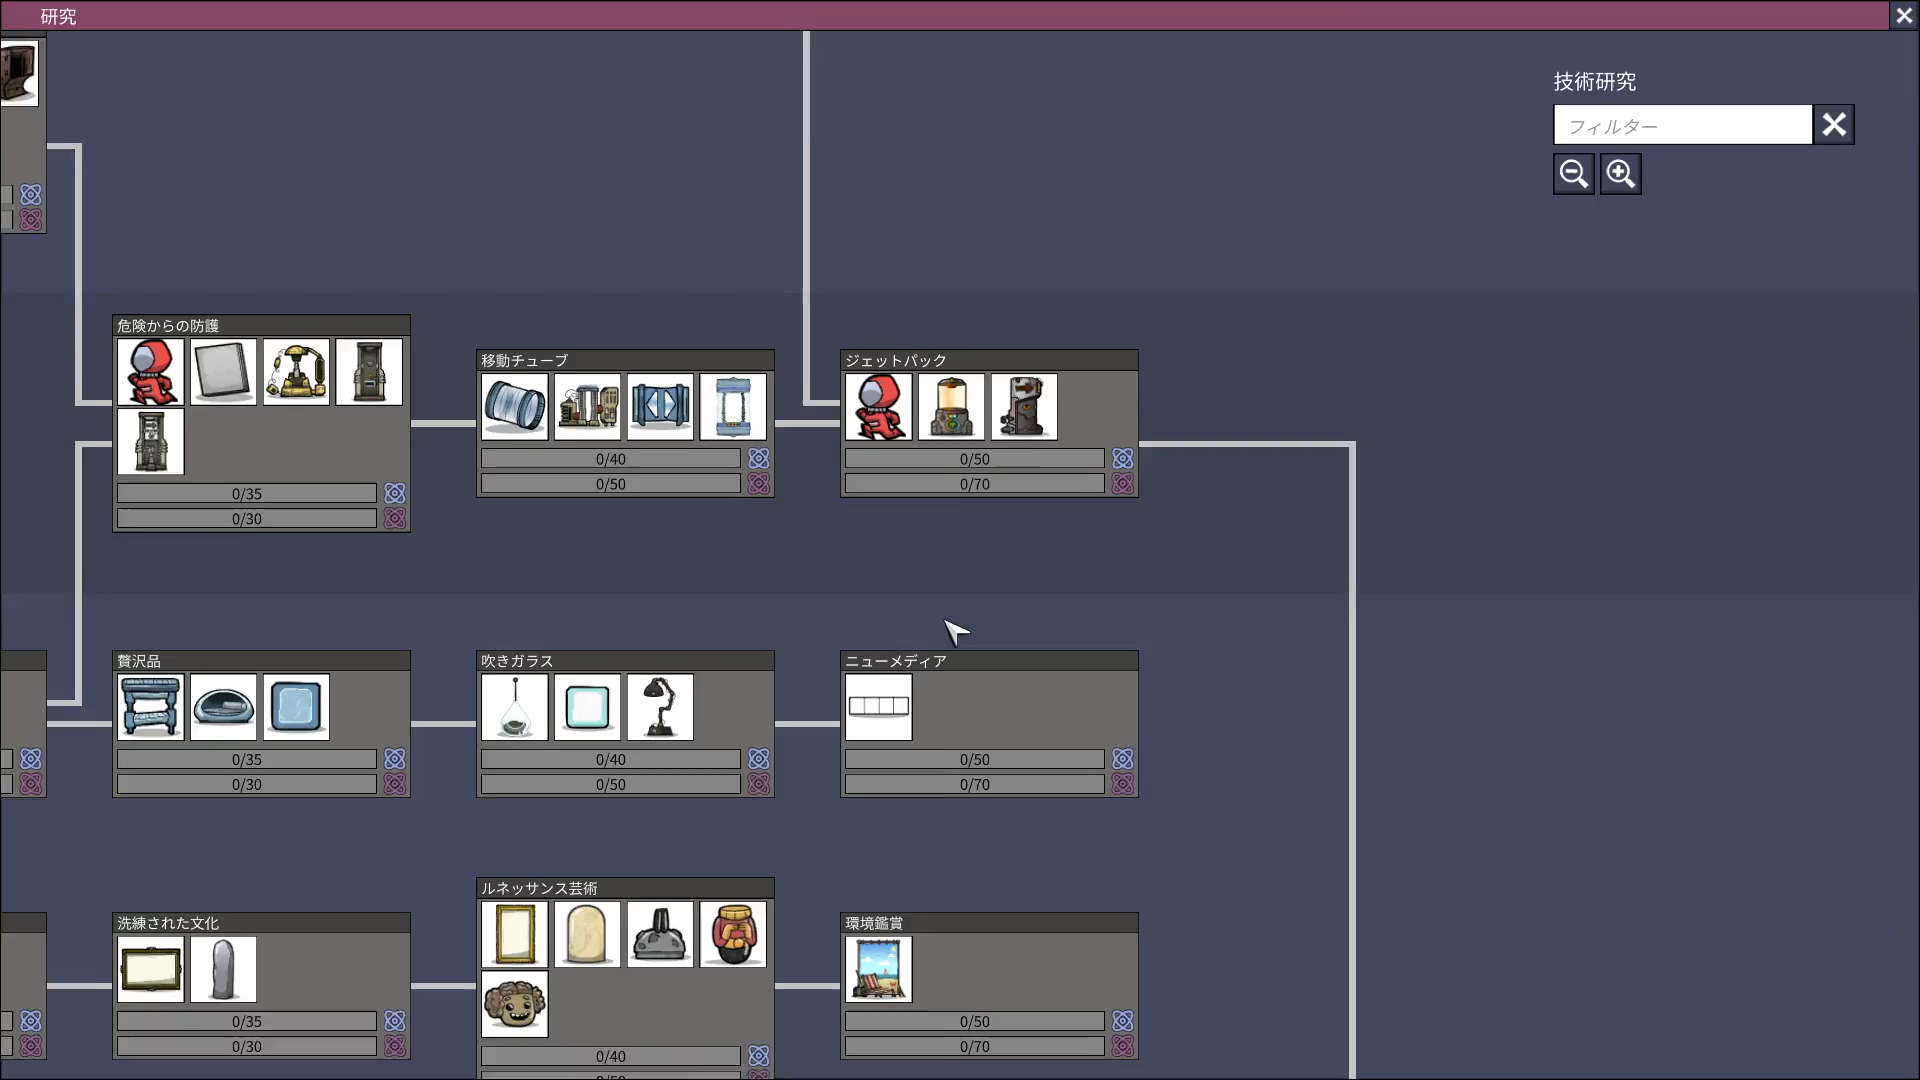 研究
技術研究
フィルター
危険からの防護
0/35
0/30
移動チューブ
0/40
0/50
ジェットパック
0/50
0/70
贅沢品
0/35
0/30
吹きガラス
0/40
0/50
ニューメディア
0/50
0/70
洗練された文化
0/35
0/30
ルネッサンス芸術
0/40
環境鑑賞
0/50
0/70